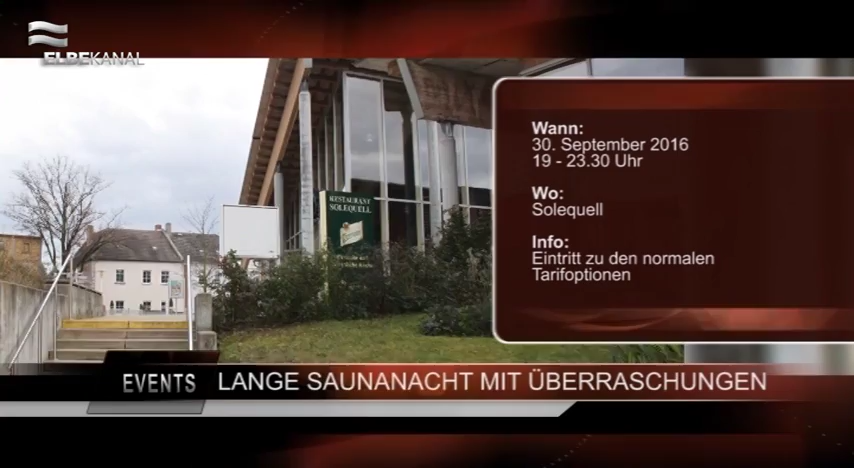 ELBEKANAL
RESTAURANT
SOLEQUELL
Wann:
30. September 2016
19 - 23.30 Uhr
Wo:
Solequell
Info:
Eintritt zu den normalen
Tarifoptionen
EVENTS LANGE SAUNANACHT MIT ÜBERRASCHUNGEN